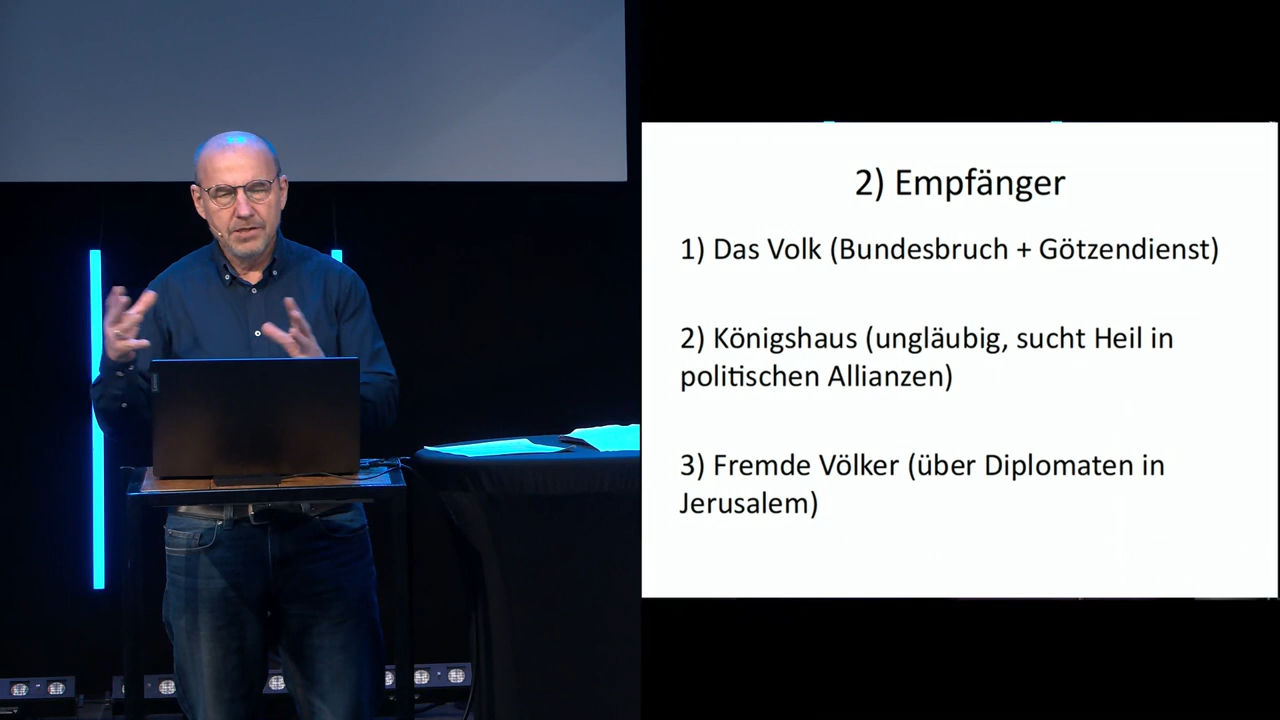 2) Empfänger
1) Das Volk (Bundesbruch + Götzendienst)
2) Königshaus (ungläubig, sucht Heil in
politischen Allianzen)
3) Fremde Völker (über Diplomaten in
Jerusalem)
Lenovo